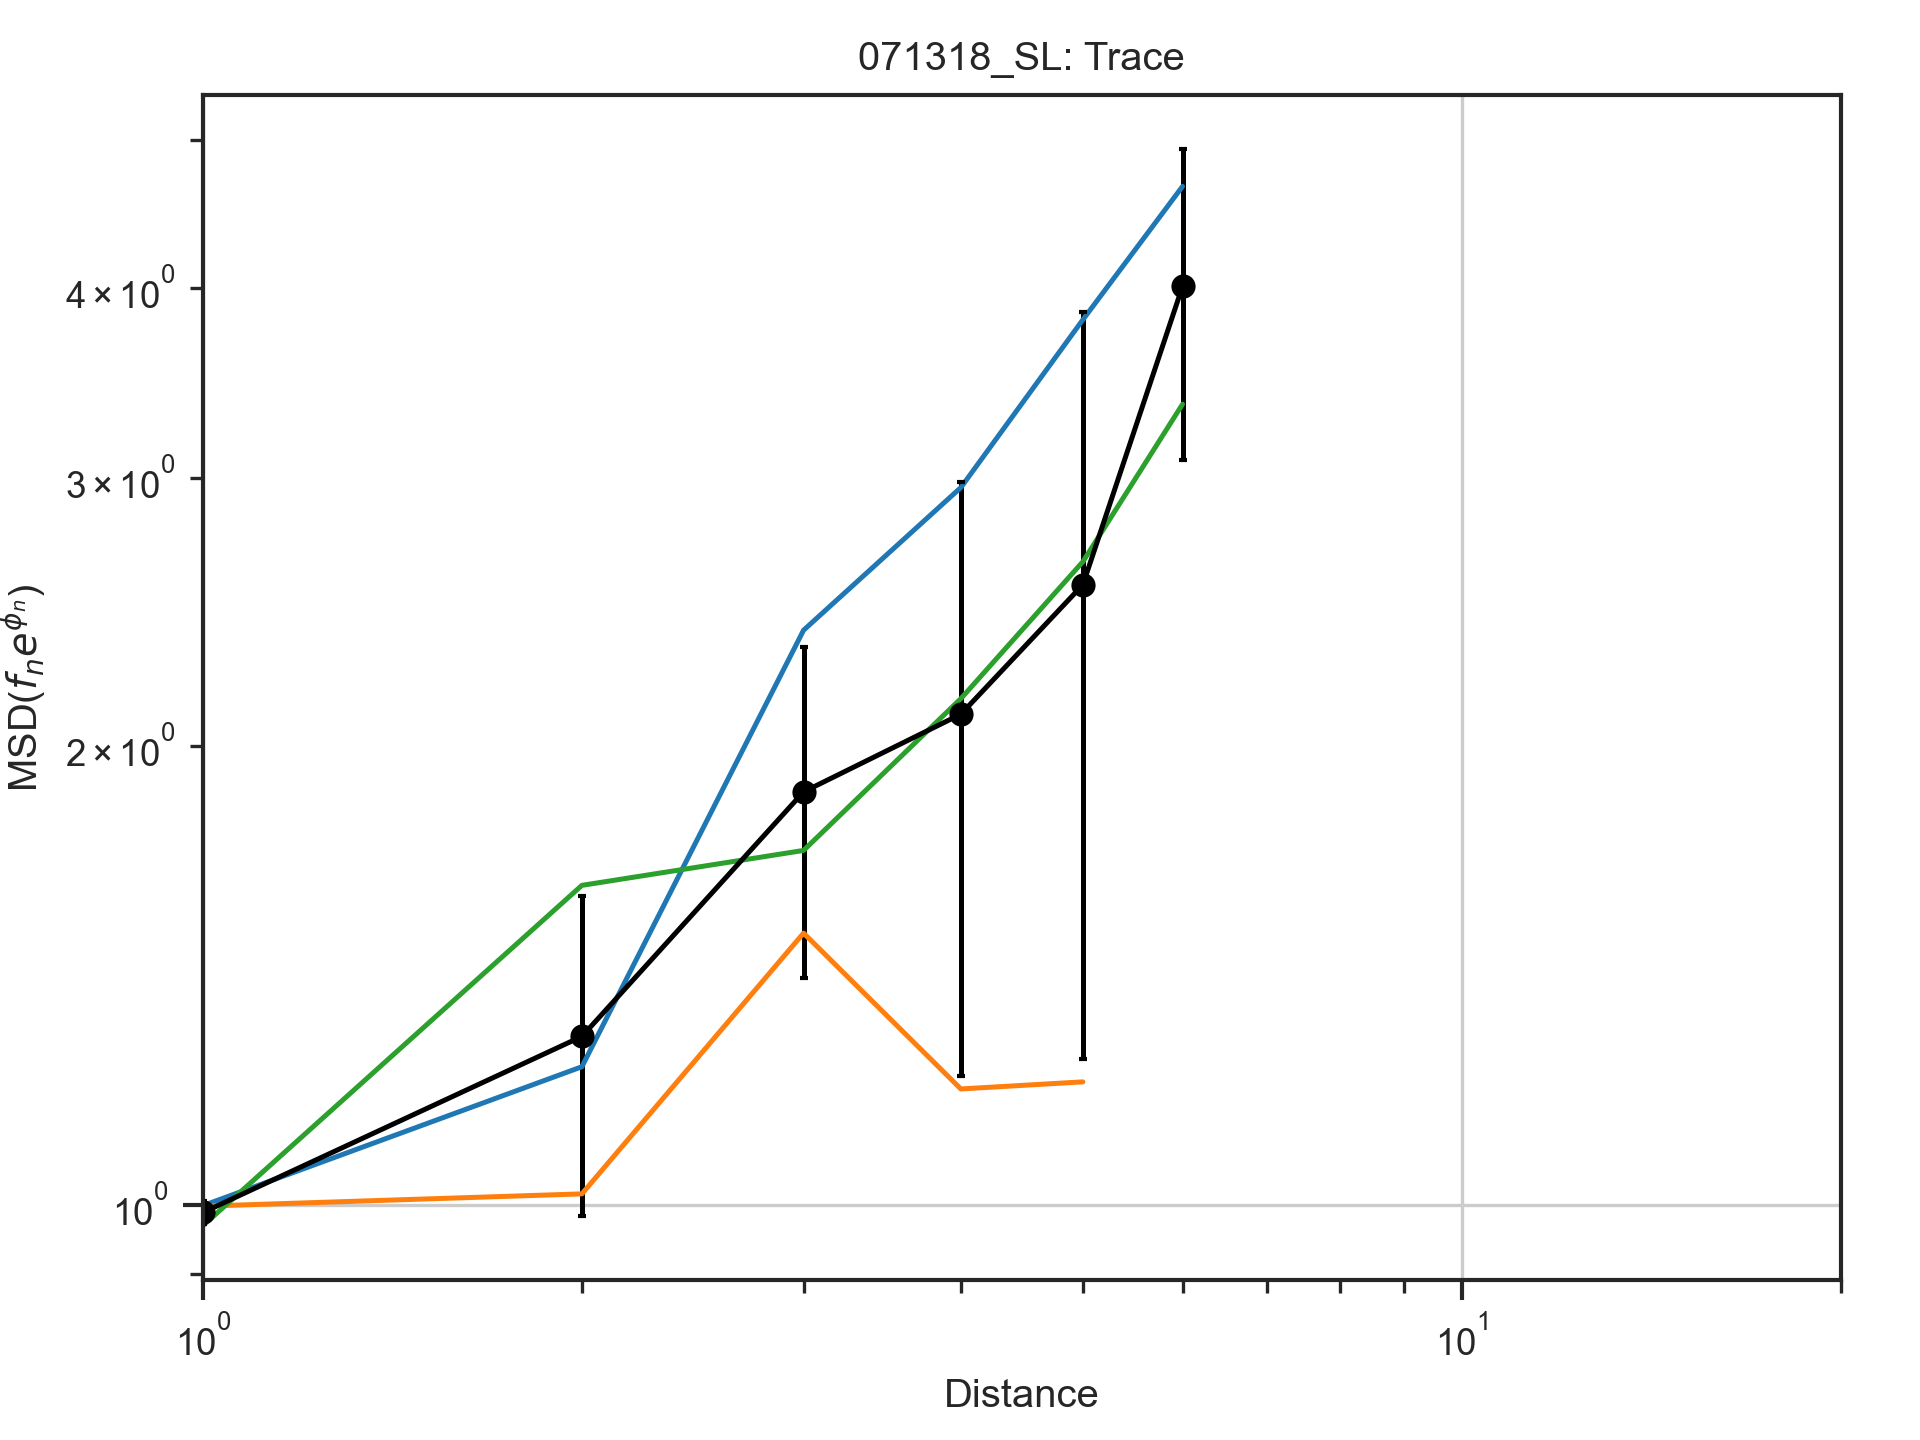 071318_SL: Trace
MSD(fₙe^ϕₙ)
4 × 10⁰
3 × 10⁰
2 × 10⁰
10⁰
10⁰
10¹
Distance